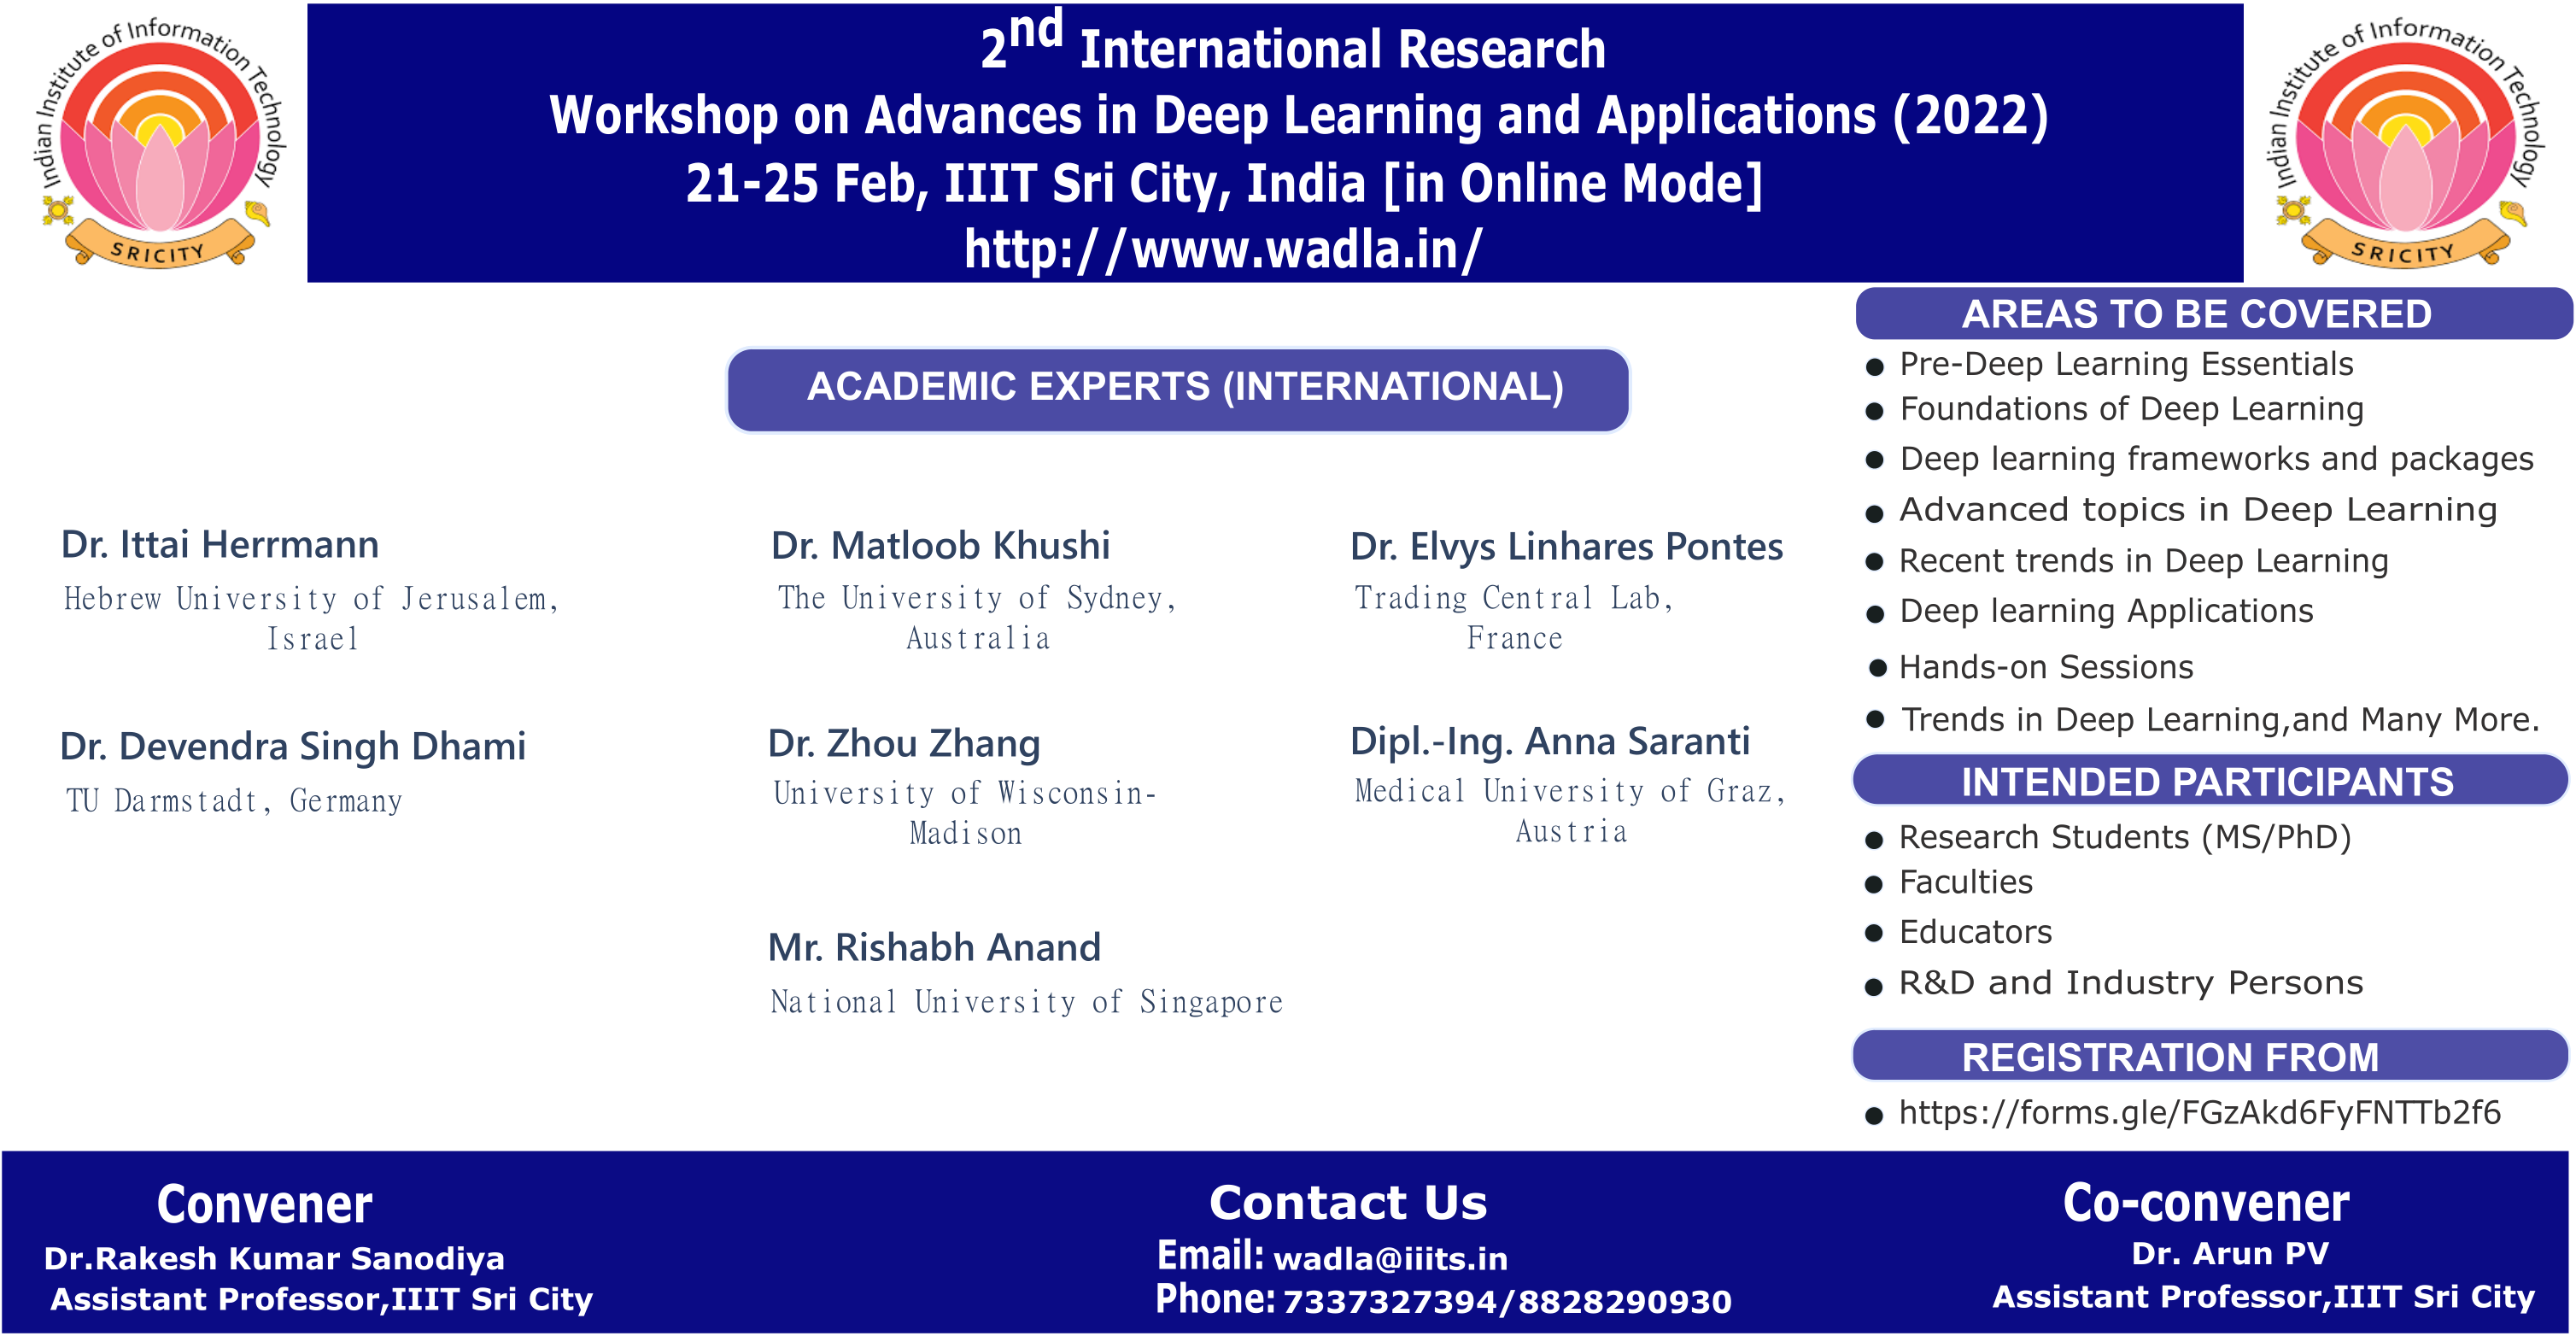 Indian Institute of Information Technology
SRICITY
2nd International Research
Workshop on Advances in Deep Learning and Applications (2022)
21-25 Feb, IIIT Sri City, India [in Online Mode]
http://www.wadla.in/
Indian Institute of Information Technology
SRICITY
ACADEMIC EXPERTS (INTERNATIONAL)
Dr. Ittai Herrmann
Hebrew University of Jerusalem,
Israel
Dr. Matloob Khushi
The University of Sydney,
Australia
Dr. Elvys Linhares Pontes
Trading Central Lab,
France
Dr. Devendra Singh Dhami
TU Darmstadt, Germany
Dr. Zhou Zhang
University of Wisconsin-
Madison
Dipl.-Ing. Anna Saranti
Medical University of Graz,
Austria
Mr. Rishabh Anand
National University of Singapore
AREAS TO BE COVERED
● Pre-Deep Learning Essentials
● Foundations of Deep Learning
● Deep learning frameworks and packages
● Advanced topics in Deep Learning
● Recent trends in Deep Learning
● Deep learning Applications
● Hands-on Sessions
● Trends in Deep Learning,and Many More.
INTENDED PARTICIPANTS
● Research Students (MS/PhD)
● Faculties
● Educators
● R&D and Industry Persons
REGISTRATION FROM
● https://forms.gle/FGzAkd6FyFNTTb2f6
Convener
Dr.Rakesh Kumar Sanodiya
Assistant Professor,IIIT Sri City
Contact Us
Email: wadla@iiits.in
Phone: 7337327394/8828290930
Co-convener
Dr. Arun PV
Assistant Professor,IIIT Sri City